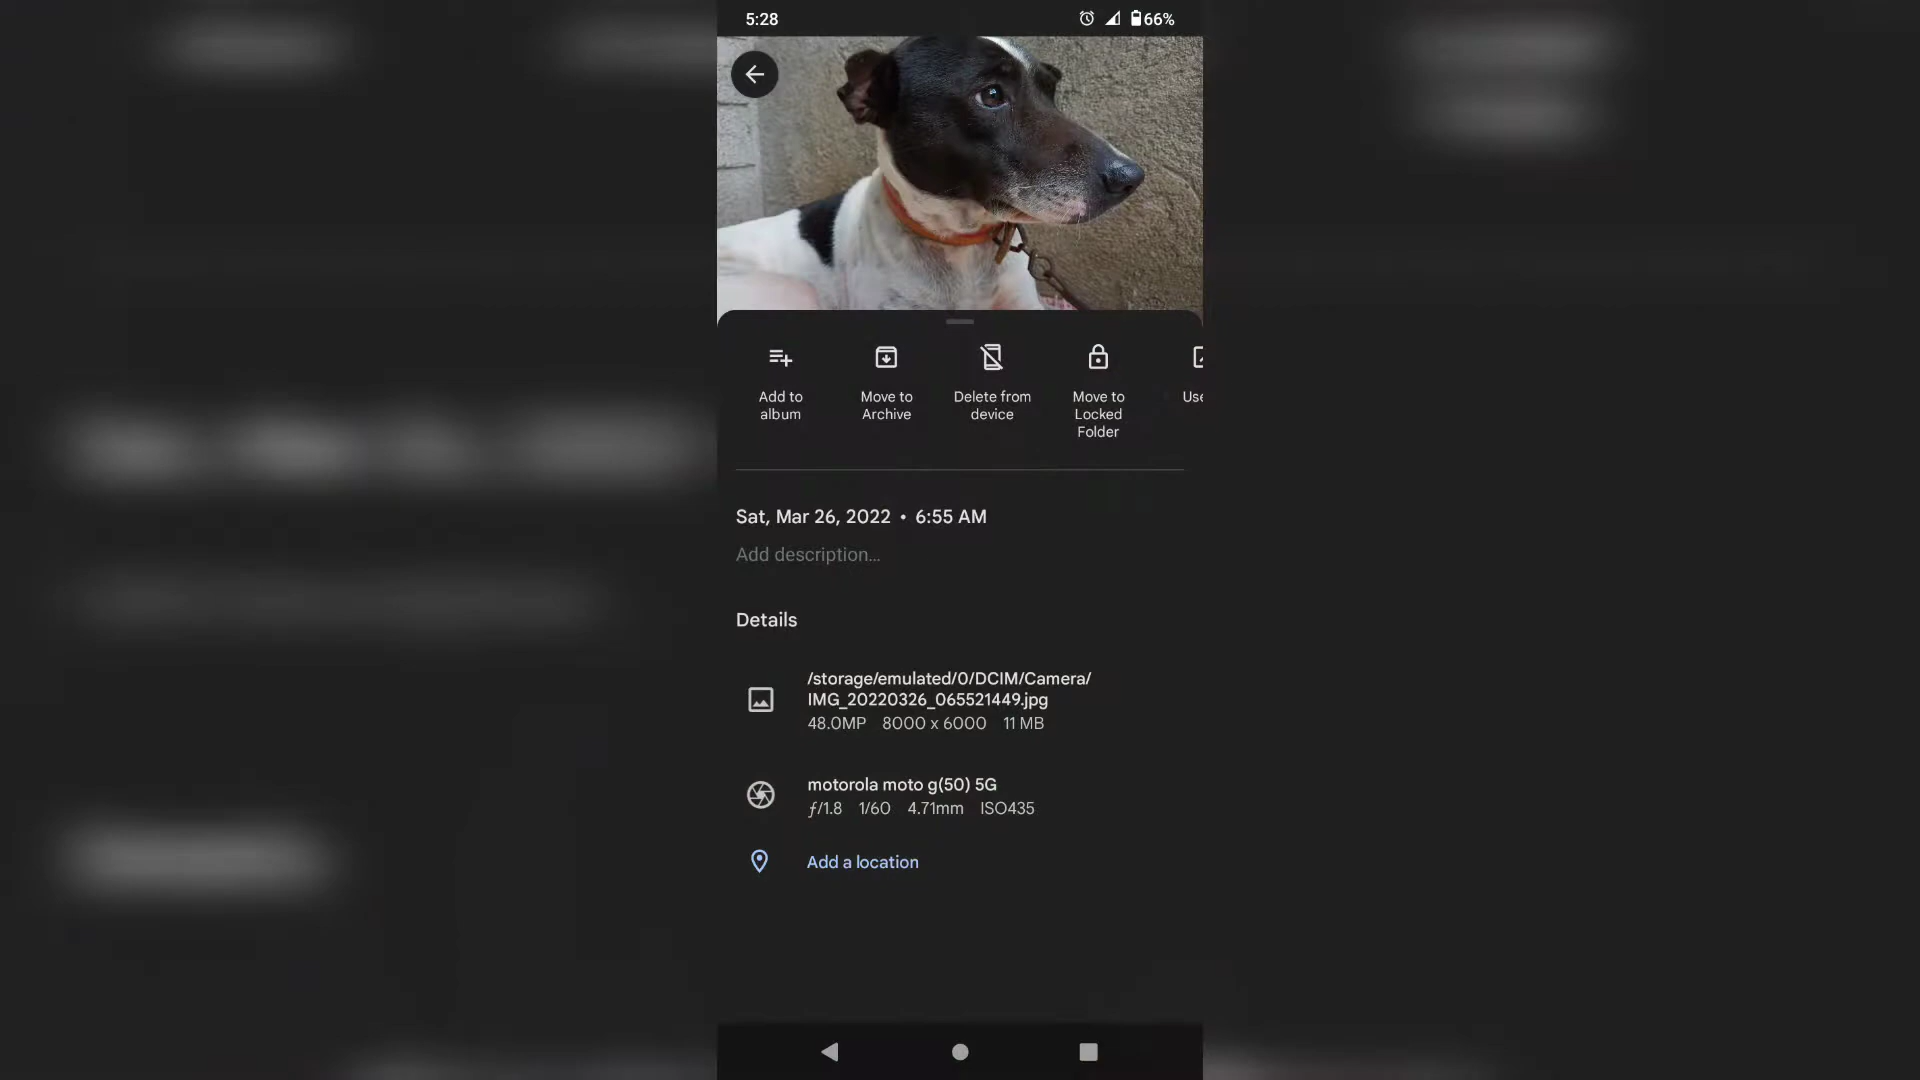 5:28
66%
Add to
album
Move to
Archive
Delete from
device
Move to
Locked
Folder
Use
Sat, Mar 26, 2022 • 6:55 AM
Add description...
Details
/storage/emulated/0/DCIM/Camera/
IMG_20220326_065521449.jpg
48.0MP 8000 x 6000 11 MB
motorola moto g(50) 5G
ƒ/1.8 1/60 4.71mm ISO435
Add a location